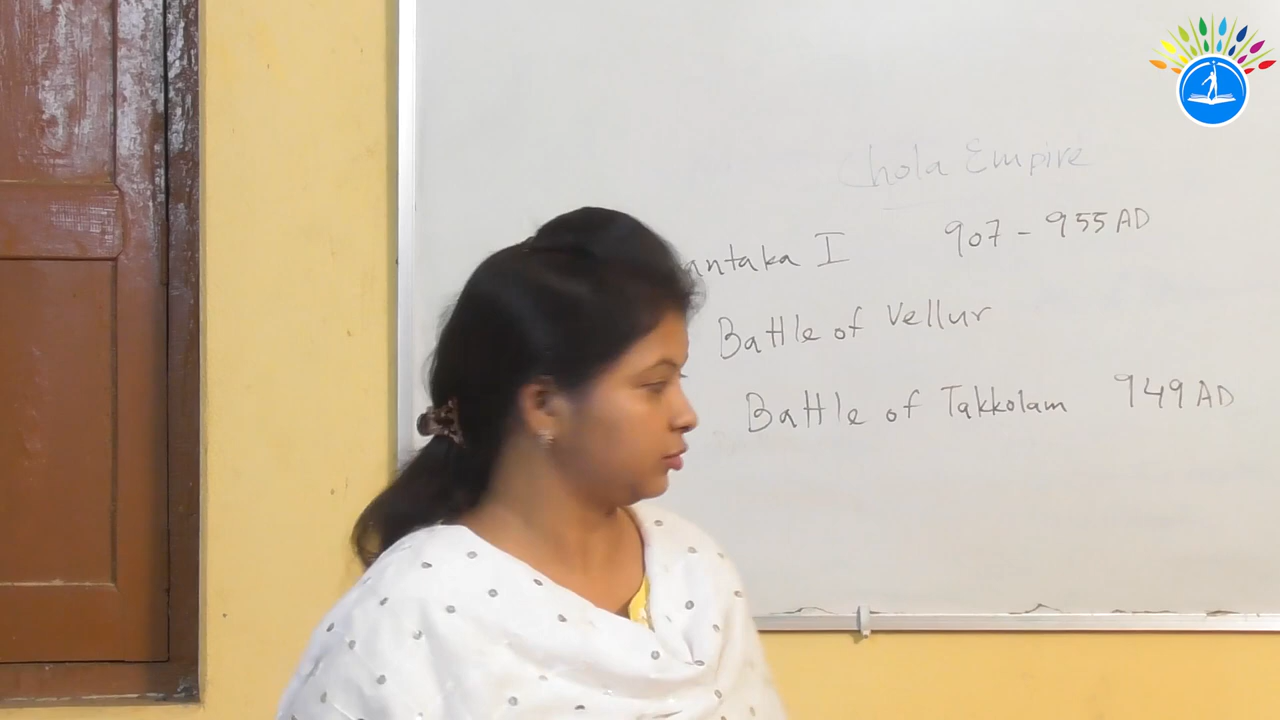 Chola Empire
antaka I 907 - 955 AD
Battle of Vellur
Battle of Takkolam 949 AD